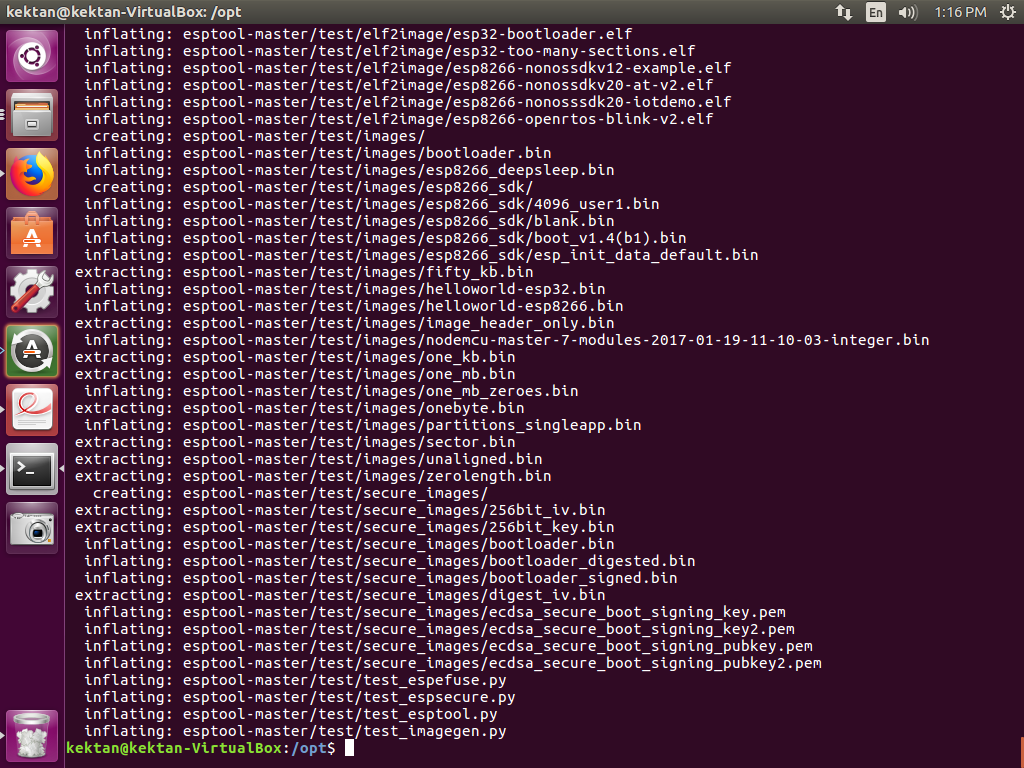 kektan@kektan-VirtualBox: /opt
En
1:16 PM
inflating: esptool-master/test/elf2image/esp32-bootloader.elf
inflating: esptool-master/test/elf2image/esp32-too-many-sections.elf
inflating: esptool-master/test/elf2image/esp8266-nonossdkv12-example.elf
inflating: esptool-master/test/elf2image/esp8266-nonossdkv20-at-v2.elf
inflating: esptool-master/test/elf2image/esp8266-nonosssdk20-iotdemo.elf
inflating: esptool-master/test/elf2image/esp8266-openrtos-blink-v2.elf
creating: esptool-master/test/images/
inflating: esptool-master/test/images/bootloader.bin
inflating: esptool-master/test/images/esp8266_deepsleep.bin
creating: esptool-master/test/images/esp8266_sdk/
inflating: esptool-master/test/images/esp8266_sdk/4096_user1.bin
inflating: esptool-master/test/images/esp8266_sdk/blank.bin
inflating: esptool-master/test/images/esp8266_sdk/boot_v1.4(b1).bin
inflating: esptool-master/test/images/esp8266_sdk/esp_init_data_default.bin
extracting: esptool-master/test/images/fifty_kb.bin
inflating: esptool-master/test/images/helloworld-esp32.bin
inflating: esptool-master/test/images/helloworld-esp8266.bin
extracting: esptool-master/test/images/image_header_only.bin
inflating: esptool-master/test/images/nodemcu-master-7-modules-2017-01-19-11-10-03-integer.bin
extracting: esptool-master/test/images/one_kb.bin
extracting: esptool-master/test/images/one_mb.bin
inflating: esptool-master/test/images/one_mb_zeroes.bin
extracting: esptool-master/test/images/onebyte.bin
inflating: esptool-master/test/images/partitions_singleapp.bin
extracting: esptool-master/test/images/sector.bin
extracting: esptool-master/test/images/unaligned.bin
extracting: esptool-master/test/images/zerolength.bin
creating: esptool-master/test/secure_images/
extracting: esptool-master/test/secure_images/256bit_iv.bin
extracting: esptool-master/test/secure_images/256bit_key.bin
inflating: esptool-master/test/secure_images/bootloader.bin
inflating: esptool-master/test/secure_images/bootloader_digested.bin
inflating: esptool-master/test/secure_images/bootloader_signed.bin
extracting: esptool-master/test/secure_images/digest_iv.bin
inflating: esptool-master/test/secure_images/ecdsa_secure_boot_signing_key.pem
inflating: esptool-master/test/secure_images/ecdsa_secure_boot_signing_key2.pem
inflating: esptool-master/test/secure_images/ecdsa_secure_boot_signing_pubkey.pem
inflating: esptool-master/test/secure_images/ecdsa_secure_boot_signing_pubkey2.pem
inflating: esptool-master/test/test_espefuse.py
inflating: esptool-master/test/test_espsecure.py
inflating: esptool-master/test/test_esptool.py
inflating: esptool-master/test/test_imagegen.py
kektan@kektan-VirtualBox:/opt$